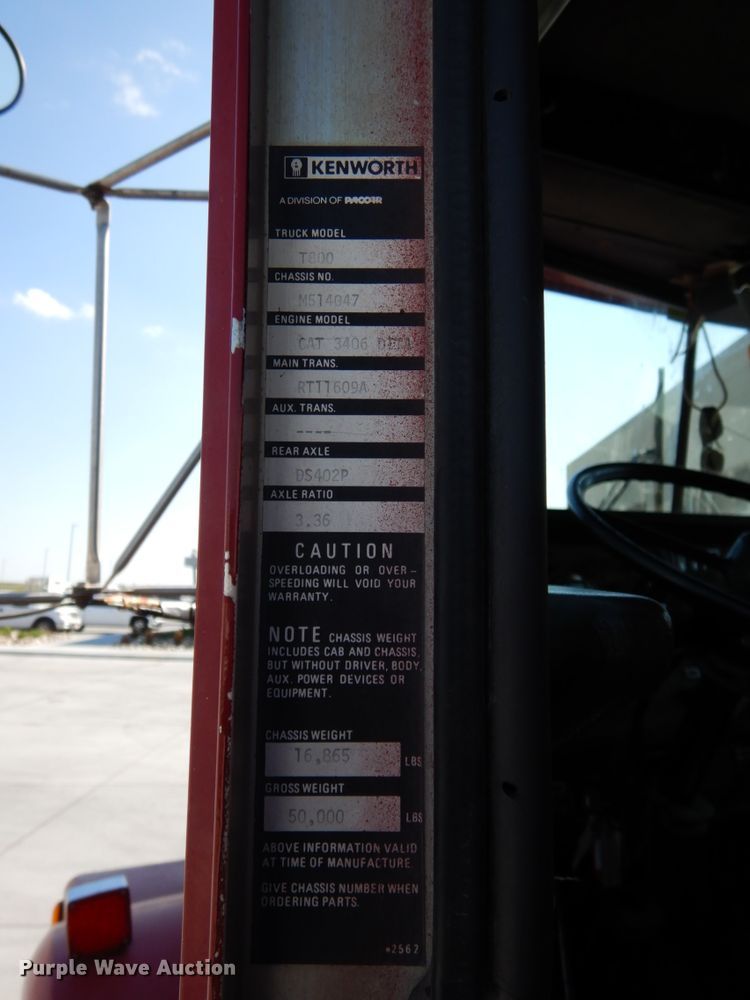 KENWORTH
A DIVISION OF PACCAR
TRUCK MODEL
T800
CHASSIS NO.
M514047
ENGINE MODEL
CAT 3406
MAIN TRANS.
RT11609A
AUX. TRANS.
----
REAR AXLE
DS402P
AXLE RATIO
3.36
CAUTION
OVERLOADING OR OVER-
SPEEDING WILL VOID YOUR
WARRANTY.
NOTE CHASSIS WEIGHT
INCLUDES CAB AND CHASSIS,
BUT WITHOUT DRIVER, BODY,
AUX. POWER DEVICES OR
EQUIPMENT.
CHASSIS WEIGHT
16,865 LBS
GROSS WEIGHT
50,000 LBS
ABOVE INFORMATION VALID
AT TIME OF MANUFACTURE.
GIVE CHASSIS NUMBER WHEN
ORDERING PARTS.
*2562
Purple Wave Auction